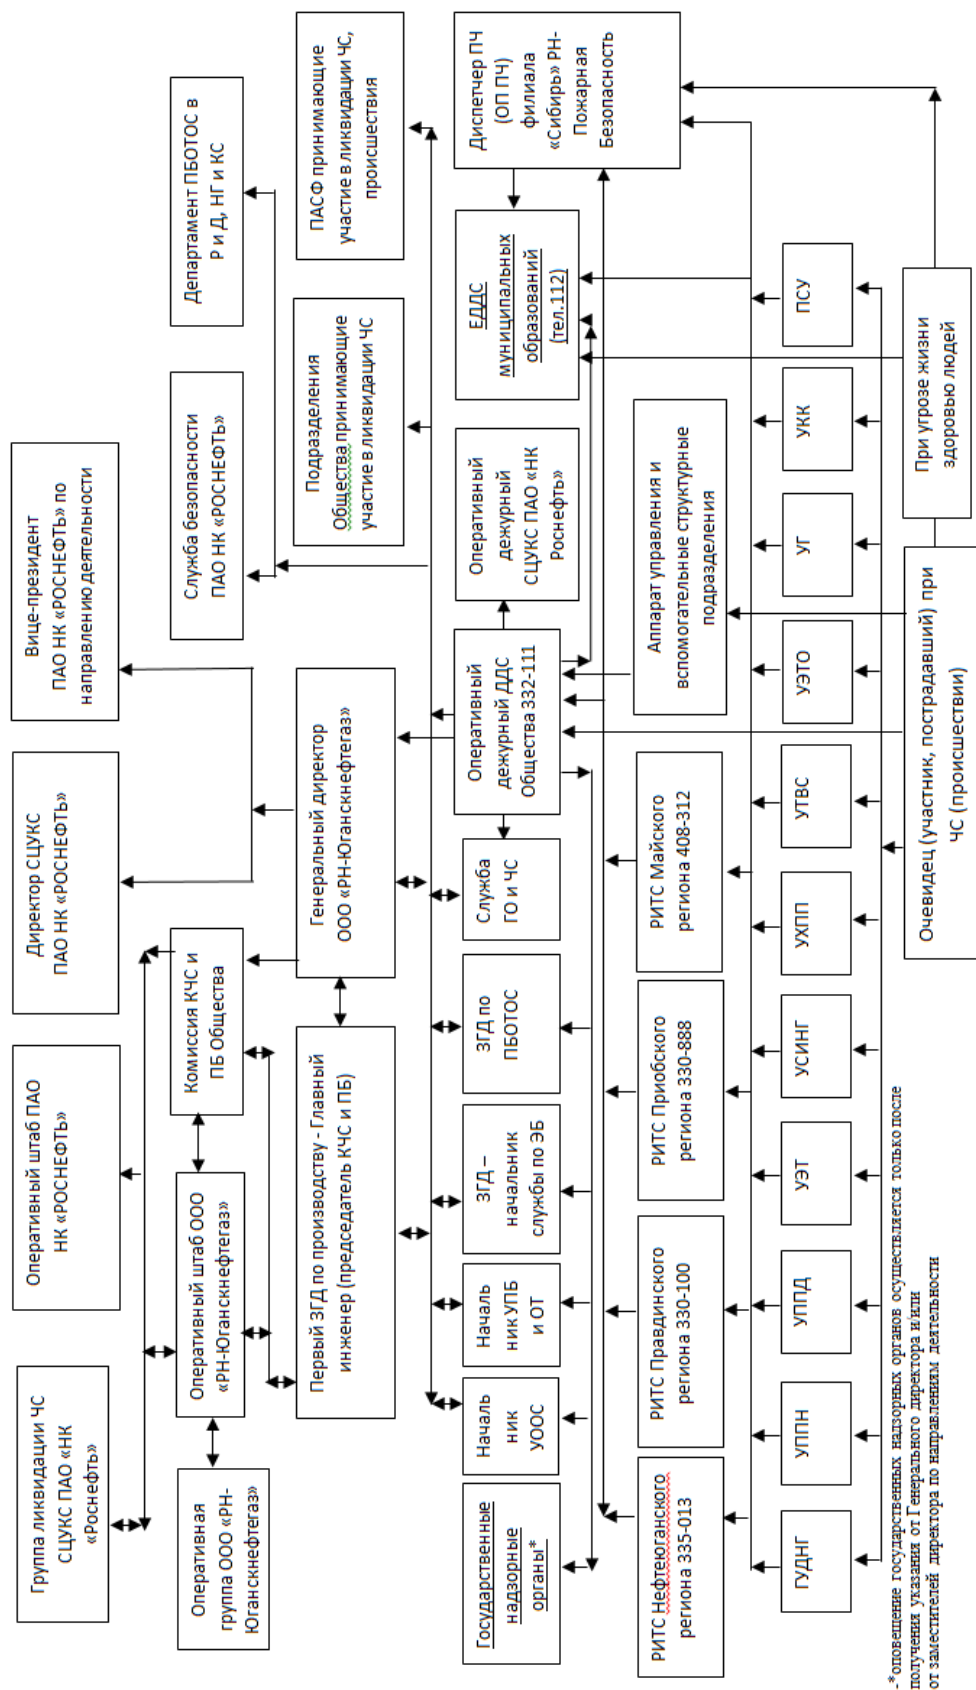 Группа ликвидации ЧС
СЦУКС ПАО «НК
«Роснефть»
Оперативный штаб ПАО
НК «РОСНЕФТЬ»
Директор СЦУКС
ПАО НК «РОСНЕФТЬ»
Вице-президент
ПАО НК «РОСНЕФТЬ» по
направлению деятельности
Оперативная
группа ООО «РН-
Юганскнефтегаз»
Оперативный штаб ООО
«РН-Юганскнефтегаз»
Комиссия КЧС и
ПБ Общества
Служба безопасности
ПАО НК «РОСНЕФТЬ»
Департамент ПБОТОС в
Р и Д, НГ и КС
Первый ЗГД по производству - Главный
инженер (председатель КЧС и ПБ)
Генеральный директор
ООО «РН-Юганскнефтегаз»
Подразделения
Общества принимающие
участие в ликвидации ЧС
ПАСФ принимающие
участие в ликвидации ЧС,
происшествия
Государственные
надзорные
органы*
Началь
ник
УООС
Началь
ник УПБ
и ОТ
ЗГД –
начальник
службы по ЭБ
ЗГД по
ПБОТОС
Служба
ГО и ЧС
Оперативный
дежурный ДДС
Общества 332-111
Оперативный
дежурный
СЦУКС ПАО «НК
Роснефть»
ЕДДС
муниципальных
образований
(тел.112)
Диспетчер ПЧ
(ОП ПЧ)
филиала
«Сибирь» РН-
Пожарная
Безопасность
РИТС Нефтеюганского
региона 335-013
РИТС Правдинского
региона 330-100
РИТС Приобского
региона 330-888
РИТС Майского
региона 408-312
Аппарат управления и
вспомогательные структурные
подразделения
ГУДНГ
УППН
УППД
УЭТ
УСИНГ
УХПП
УТВС
УЭТО
УГ
УКК
ПСУ
Очевидец (участник, пострадавший) при
ЧС (происшествии)
При угрозе жизни
здоровью людей
-*оповещение государственных надзорных органов осуществляется только после
получения указания от Генерального директора и/или
от заместителей директора по направлениям деятельности